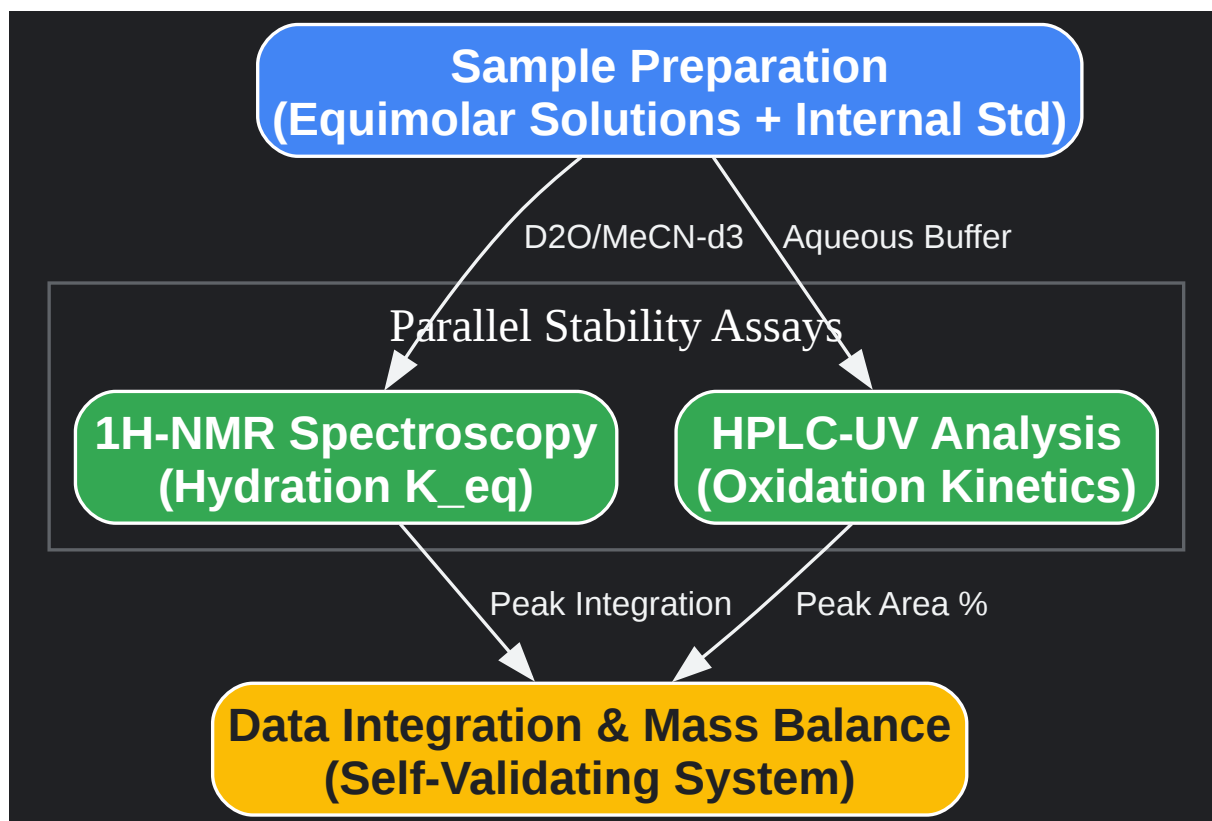 Sample Preparation
(Equimolar Solutions + Internal Std)
D2O/MeCN-d3
Aqueous Buffer
Parallel Stability Assays
1H-NMR Spectroscopy
(Hydration K_eq)
HPLC-UV Analysis
(Oxidation Kinetics)
Peak Integration
Peak Area %
Data Integration & Mass Balance
(Self-Validating System)